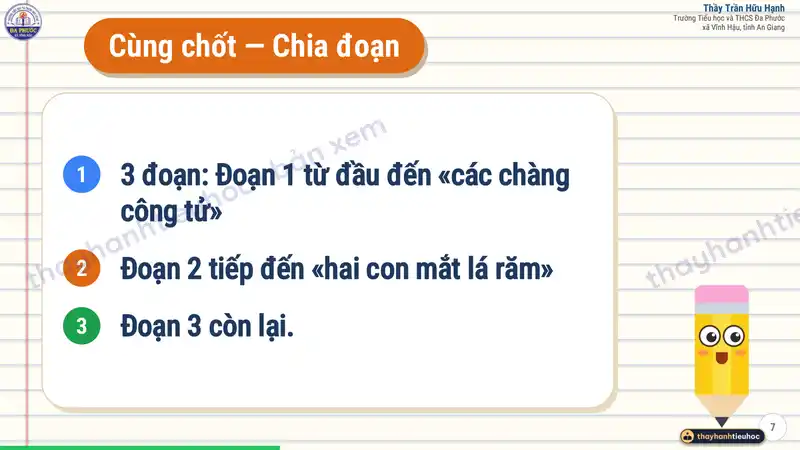 Thầy Trần Hữu Hạnh
Trường Tiểu học và THCS Đa Phước
xã Vĩnh Hậu, tỉnh An Giang
ĐA PHƯỚC
Cùng chốt — Chia đoạn
1 3 đoạn: Đoạn 1 từ đầu đến «các chàng
công tử»
2 Đoạn 2 tiếp đến «hai con mắt lá răm»
3 Đoạn 3 còn lại.
7
thayhanhtieuhoc